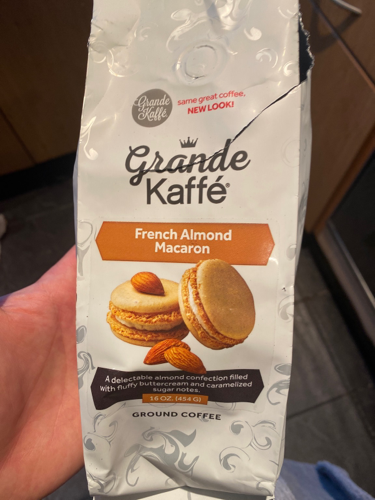 Grande
Kaffé
same great coffee,
NEW LOOK!
Grande
Kaffé®
French Almond
Macaron
A delectable almond confection filled
with fluffy buttercream and caramelized
sugar notes.
16 OZ. (454 G)
GROUND COFFEE